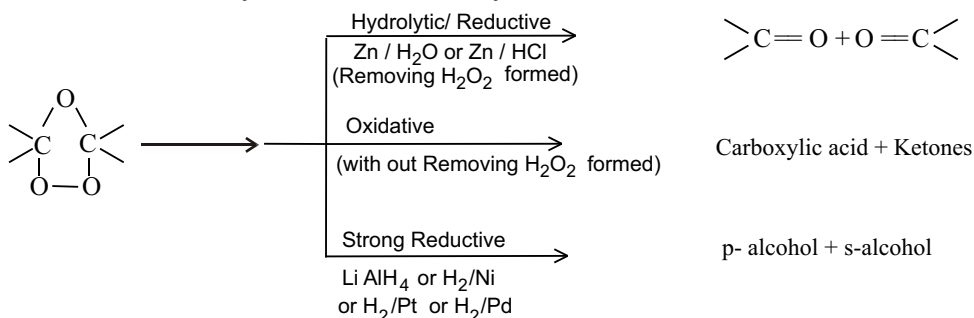 Hydrolytic/ Reductive
Zn / H₂O or Zn / HCl
(Removing H₂O₂ formed)
C=O + O=C
O
C C
O—O
Oxidative
(with out Removing H₂O₂ formed)
Carboxylic acid + Ketones
Strong Reductive
Li AlH₄ or H₂/Ni
or H₂/Pt or H₂/Pd
p- alcohol + s-alcohol